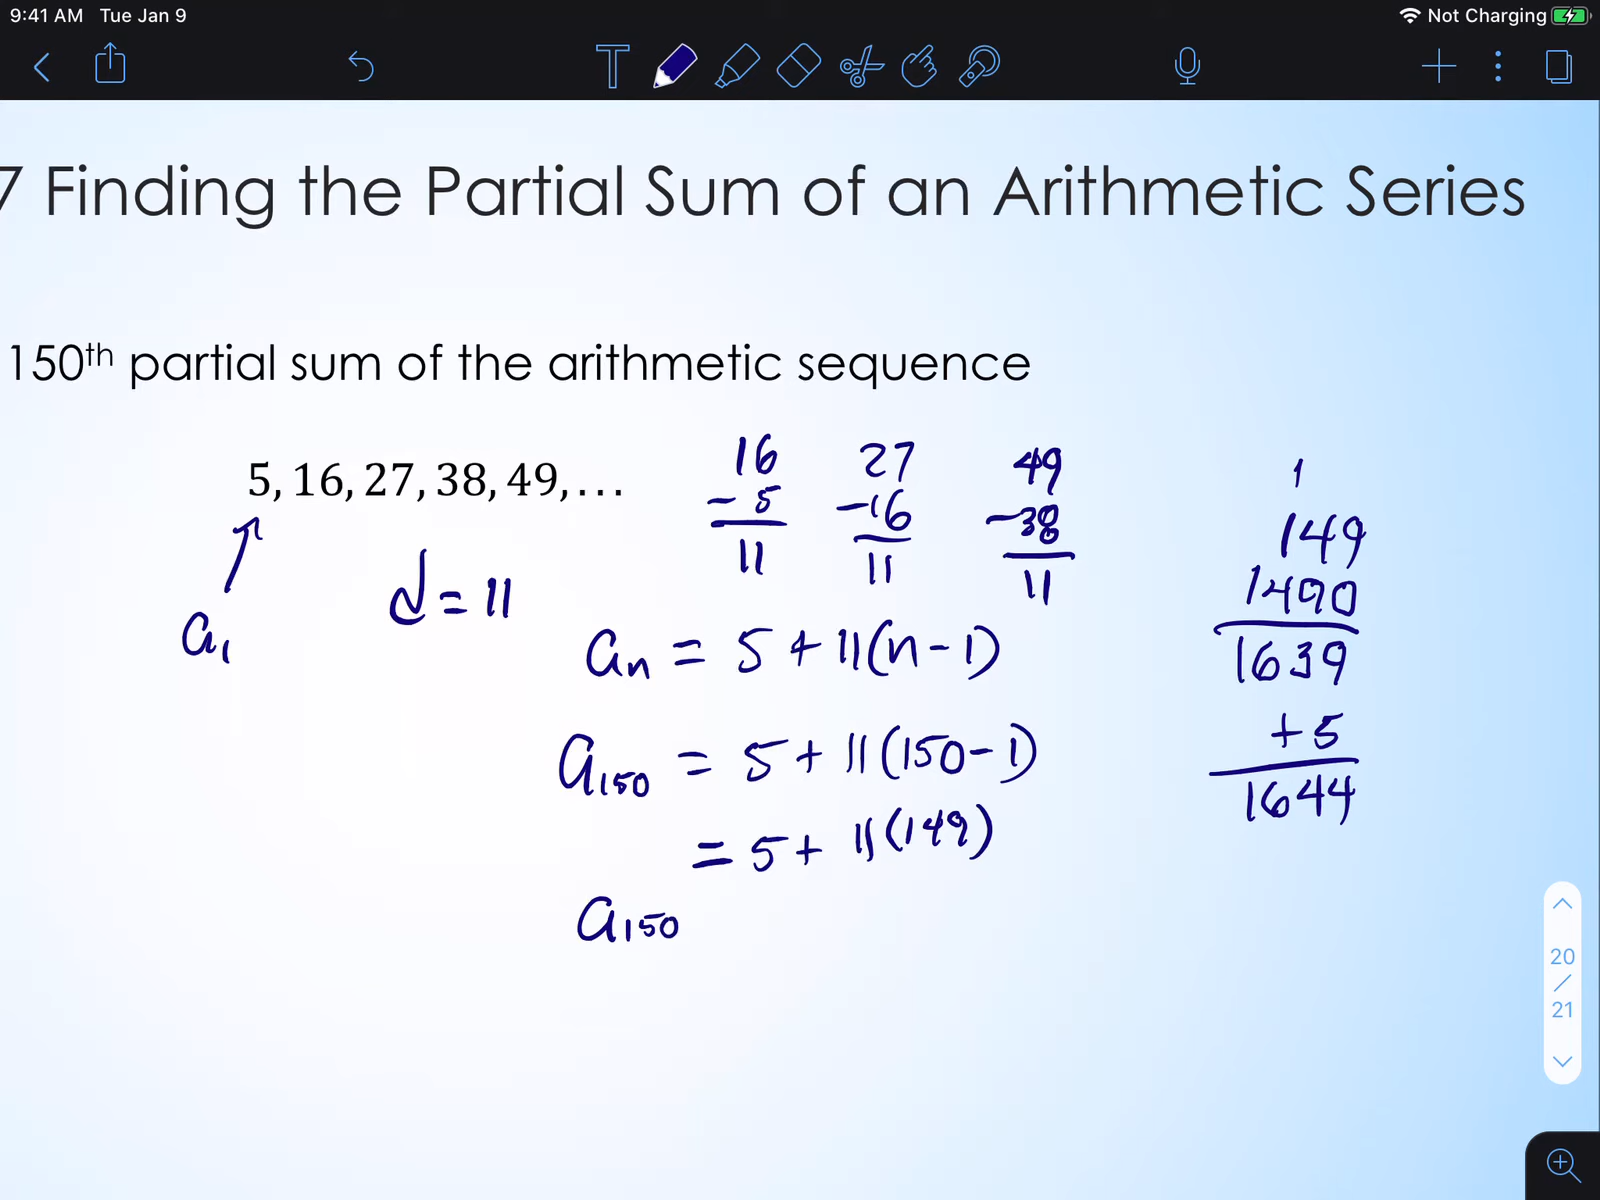 9:41 AM Tue Jan 9
Not Charging
7 Finding the Partial Sum of an Arithmetic Series
150th partial sum of the arithmetic sequence
5, 16, 27, 38, 49, …
a1
d = 11
16
- 5
11
27
-16
11
49
-38
11
an = 5 + 11(n - 1)
a150 = 5 + 11(150 - 1)
= 5 + 11(149)
a150
1
149
1490
1639
+5
1644
20
/
21